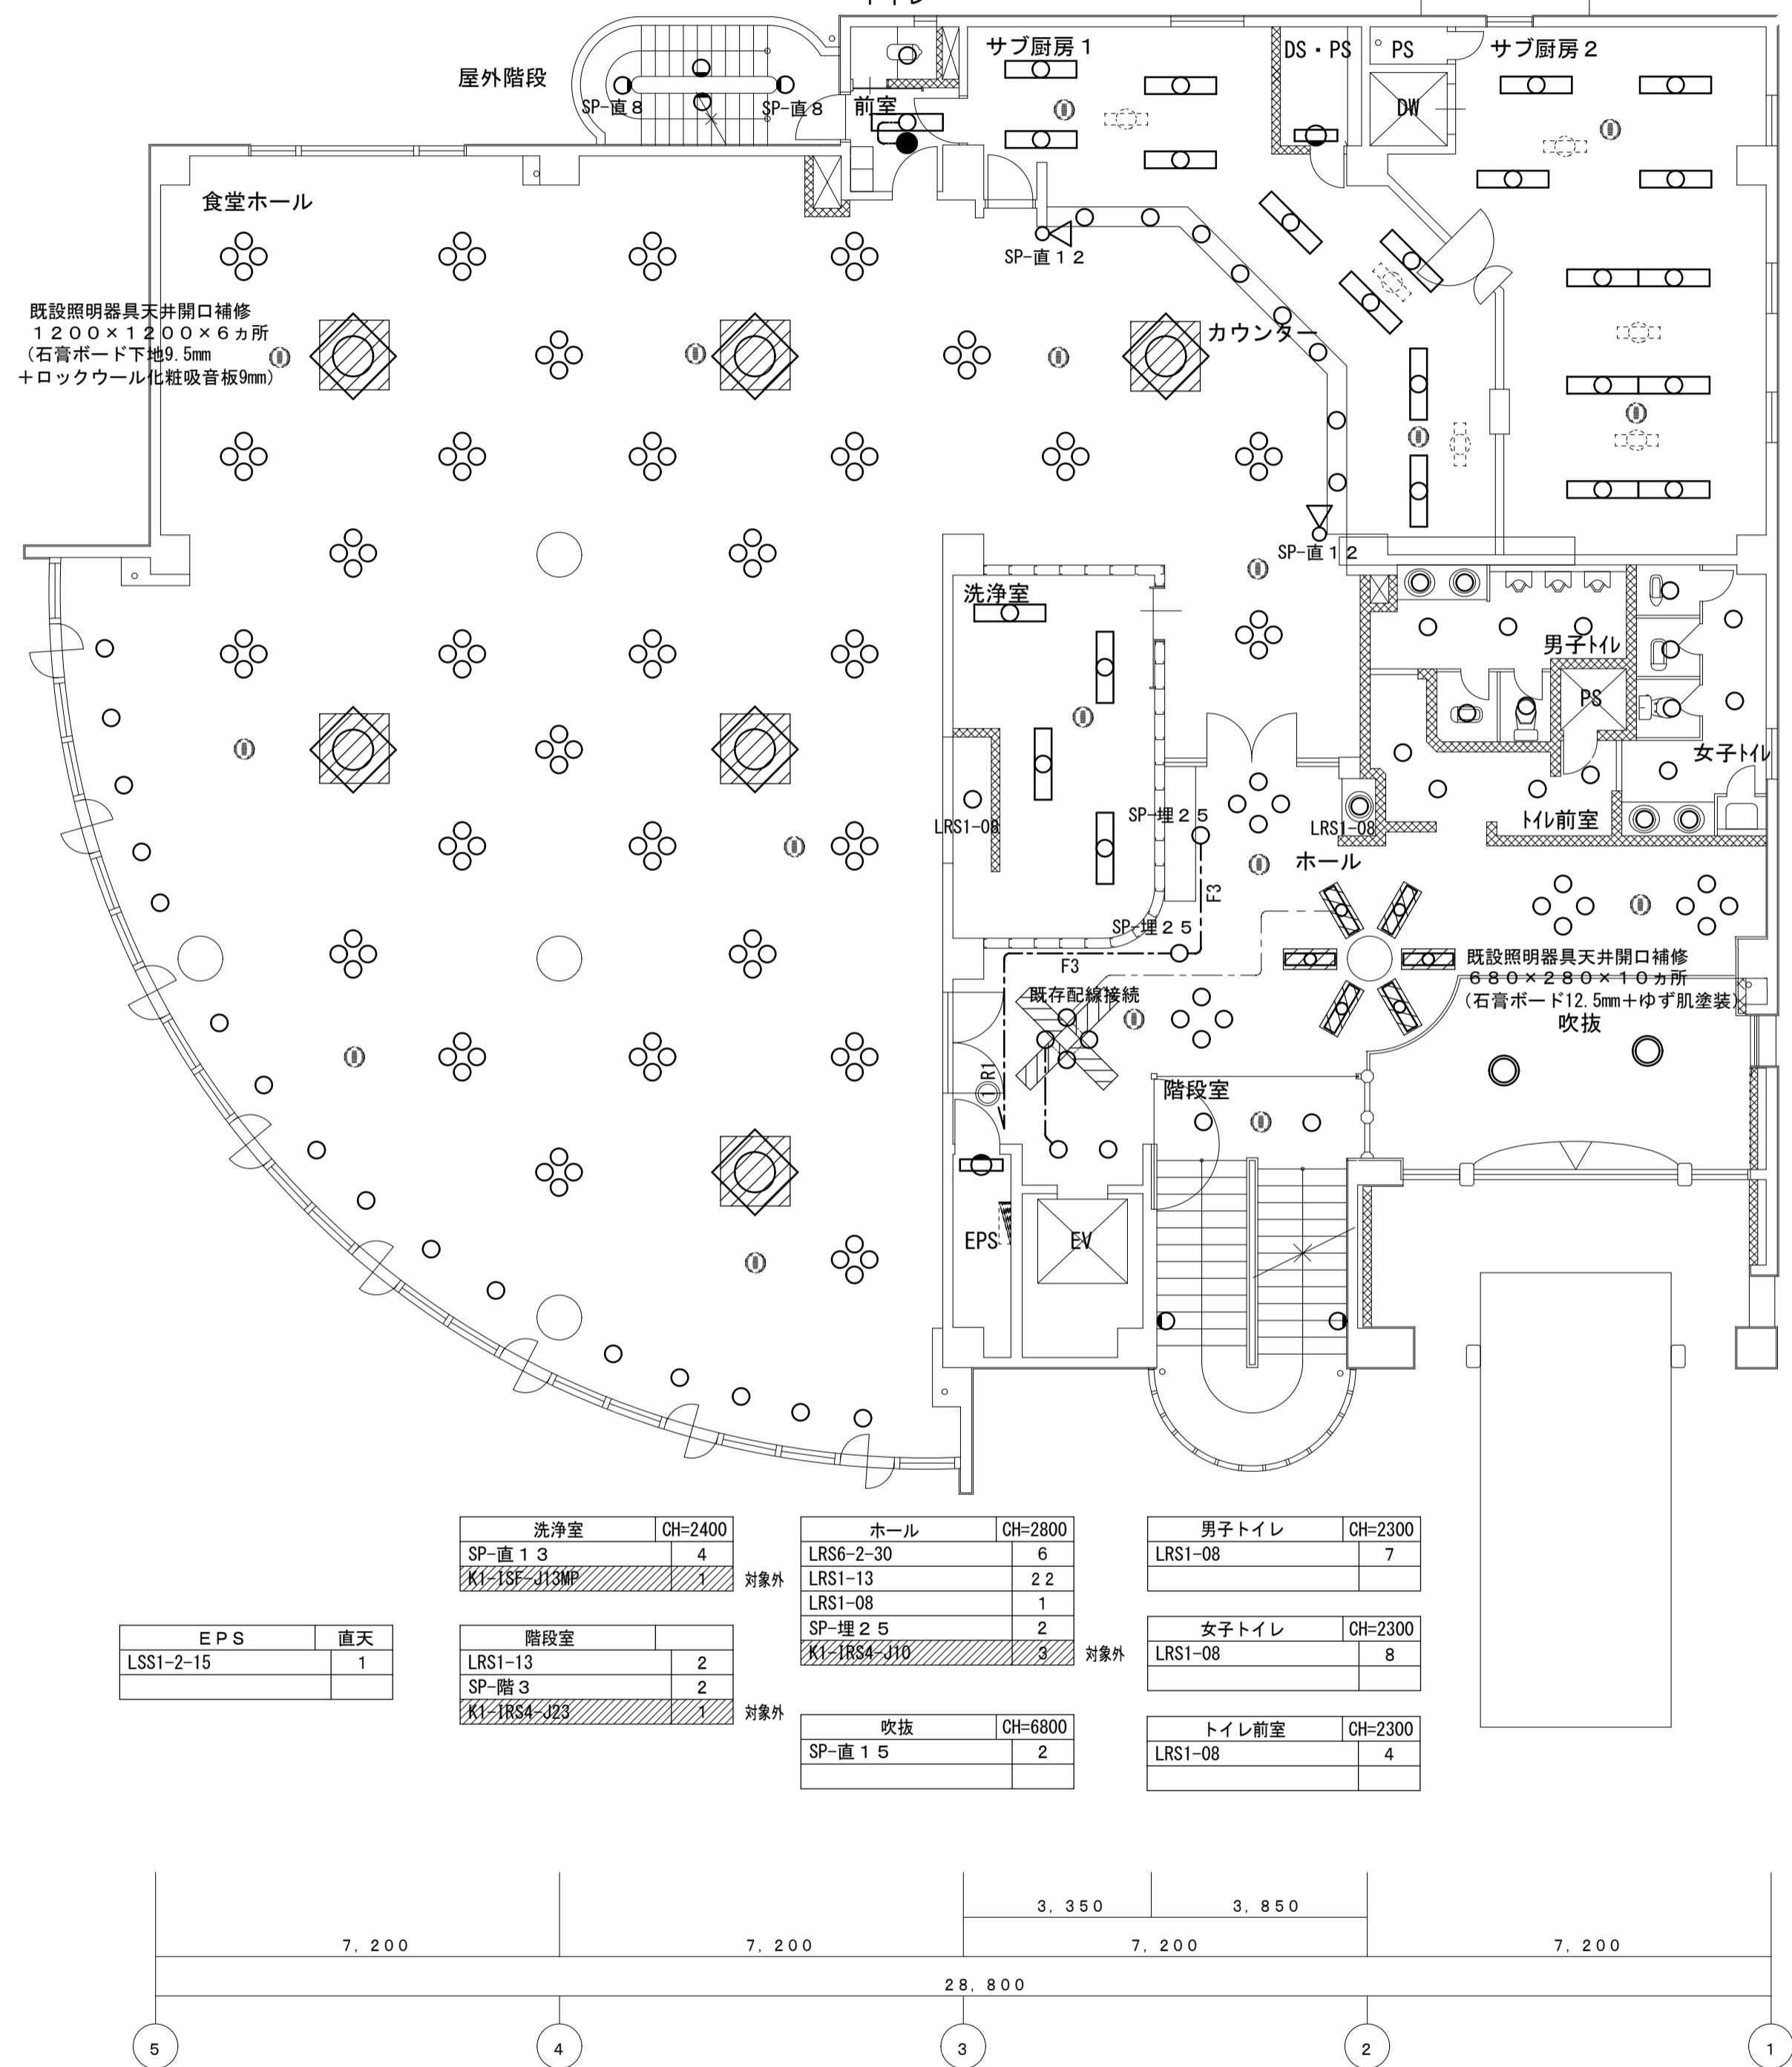 屋外階段
SP-直８
SP-直８
前室
サブ厨房１
DS・PS
PS
サブ厨房２
DW
食堂ホール
SP-直１２
既設照明器具天井開口補修
１２００×１２００×６ヵ所
（石膏ボード下地9.5mm
＋ロックウール化粧吸音板9mm）
カウンター
SP-直１２
洗浄室
男子トイレ
PS
女子トイレ
LRS1-08
SP-埋２５
LRS1-08
トイレ前室
ホール
F3
SP-埋２５
F3
既存配線接続
既設照明器具天井開口補修
６８０×２８０×１０ヵ所
（石膏ボード12.5mm＋ゆず肌塗装）
吹抜
1R1
階段室
EPS
EV
洗浄室 CH=2400
SP-直１３ 4
K1-ISF-J13MP 1 対象外
ホール CH=2800
LRS6-2-30 6
LRS1-13 22
LRS1-08 1
SP-埋２５ 2
K1-IRS4-J10 3 対象外
男子トイレ CH=2300
LRS1-08 7
ＥＰＳ 直天
LSS1-2-15 1
階段室
LRS1-13 2
SP-階３ 2
K1-IRS4-J23 1 対象外
女子トイレ CH=2300
LRS1-08 8
吹抜 CH=6800
SP-直１５ 2
トイレ前室 CH=2300
LRS1-08 4
3,350 3,850
7,200 7,200 7,200 7,200
28,800
5 4 3 2 1